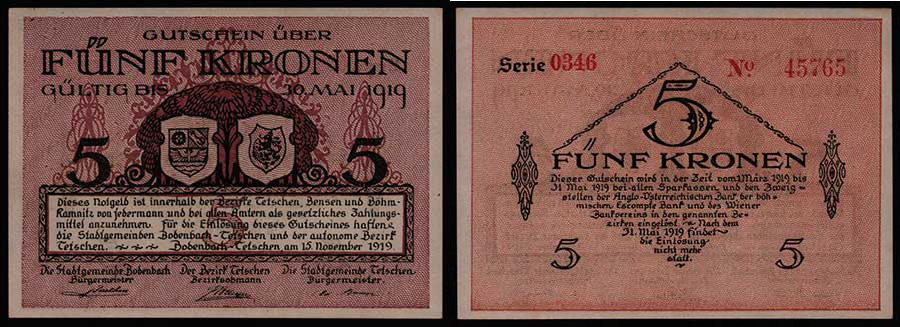 GUTSCHEIN ÜBER
FÜNF KRONEN
GÜLTIG BIS 30. MAI 1919
5 5
Dieses Notgeld ist innerhalb der Bezirke Tetschen, Bensen und Böhm.
Kamnitz von jedermann und bei allen Ämtern als gesetzliches Zahlungs-
mittel anzunehmen. Für die Einlösung dieses Gutscheines haften:
die Stadtgemeinden Bodenbach-Tetschen und der autonome Bezirk
Tetschen. Bodenbach-Tetschen, am 15. November 1919
Die Stadtgemeinde Bodenbach Der Bezirk Tetschen Die Stadtgemeinde Tetschen
Bürgermeister Bezirksobmann Bürgermeister.
Serie 0346 No 45765
5
FÜNF KRONEN
Dieser Gutschein wird in der Zeit vom 1. März 1919 bis
31. Mai 1919 bei allen Sparkassen, und den Zweig=
stellen der Anglo-Österreichischen Bank der böh=
mischen Escompte Bank und des Wiener
Bankvereins in den genannten Be=
zirken eingelöst. Nach dem
31. Mai 1919 findet
die Einlösung
nicht mehr
statt.
5 5